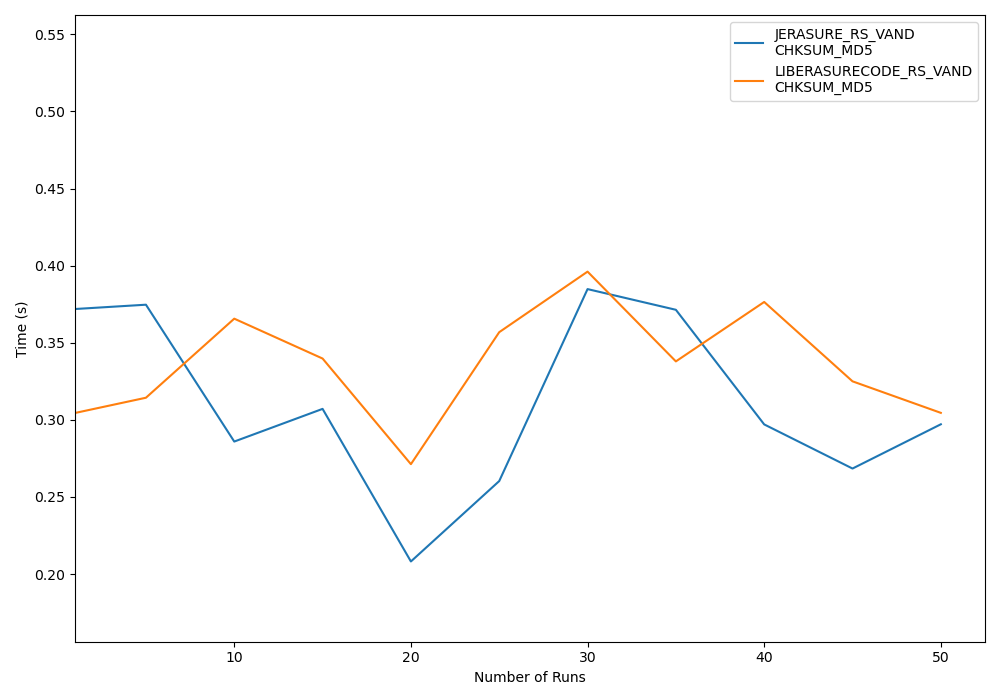 JERASURE_RS_VAND
CHKSUM_MD5
LIBERASURECODE_RS_VAND
CHKSUM_MD5
0.55
0.50
0.45
0.40
0.35
0.30
0.25
0.20
Time (s)
10 20 30 40 50
Number of Runs